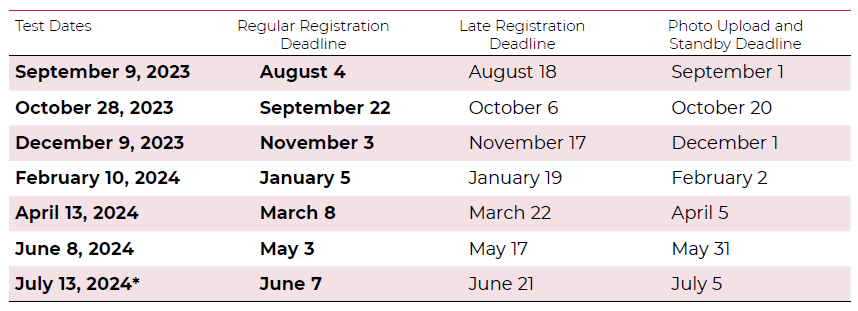 Test Dates Regular Registration Deadline Late Registration Deadline Photo Upload and Standby Deadline
September 9, 2023 August 4 August 18 September 1
October 28, 2023 September 22 October 6 October 20
December 9, 2023 November 3 November 17 December 1
February 10, 2024 January 5 January 19 February 2
April 13, 2024 March 8 March 22 April 5
June 8, 2024 May 3 May 17 May 31
July 13, 2024* June 7 June 21 July 5